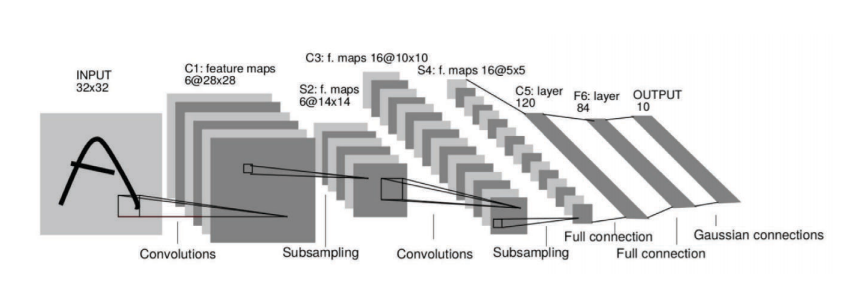 INPUT
32x32
C1: feature maps
6@28x28
S2: f. maps
6@14x14
C3: f. maps 16@10x10
S4: f. maps 16@5x5
C5: layer
120
F6: layer
84
OUTPUT
10
A
Convolutions
Subsampling
Convolutions
Subsampling
Full connection
Full connection
Gaussian connections